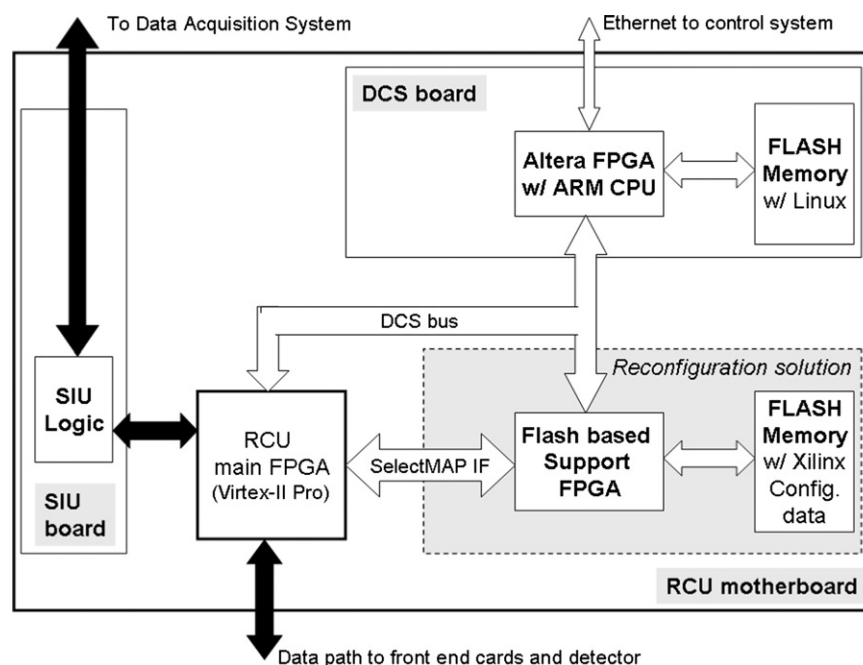 To Data Acquisition System
Ethernet to control system
DCS board
Altera FPGA
w/ ARM CPU
FLASH
Memory
w/ Linux
DCS bus
Reconfiguration solution
SIU
Logic
RCU
main FPGA
(Virtex-II Pro)
SelectMAP IF
Flash based
Support
FPGA
FLASH
Memory
w/ Xilinx
Config.
data
SIU
board
RCU motherboard
Data path to front end cards and detector